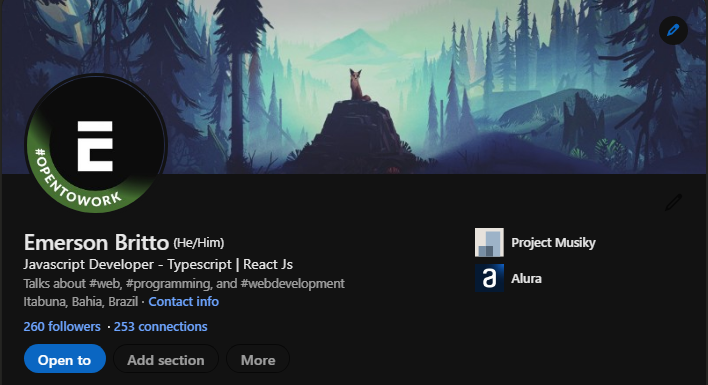 E
#OPENTOWORK
Emerson Britto (He/Him)
Javascript Developer - Typescript | React Js
Talks about #web, #programming, and #webdevelopment
Itabuna, Bahia, Brazil · Contact info
260 followers · 253 connections
Open to Add section More
Project Musiky
a Alura